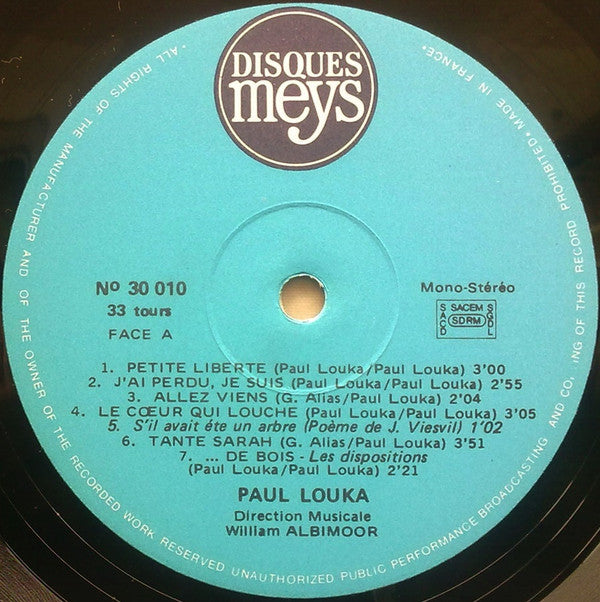 DISQUES
meys
Nº 30 010
33 tours
FACE A
Mono-Stéréo
SACD
SACEM
SDRM
SGDL
1. PETITE LIBERTE (Paul Louka/Paul Louka) 3'00
2. J'AI PERDU, JE SUIS (Paul Louka/Paul Louka) 2'55
3. ALLEZ VIENS (G. Alias/Paul Louka) 2'04
4. LE CŒUR QUI LOUCHE (Paul Louka/Paul Louka) 3'05
5. S'il avait éte un arbre (Poème de J. Viesvil) 1'02
6. TANTE SARAH (G. Alias/Paul Louka) 3'51
7. ... DE BOIS - Les dispositions
(Paul Louka/Paul Louka) 2'21
PAUL LOUKA
Direction Musicale
William ALBIMOOR
• ALL RIGHTS OF THE MANUFACTURER AND OF THE OWNER OF THE RECORDED WORK RESERVED UNAUTHORIZED PUBLIC PERFORMANCE BROADCASTING AND CO, ING OF THIS RECORD PROHIBITED • MADE IN FRANCE •